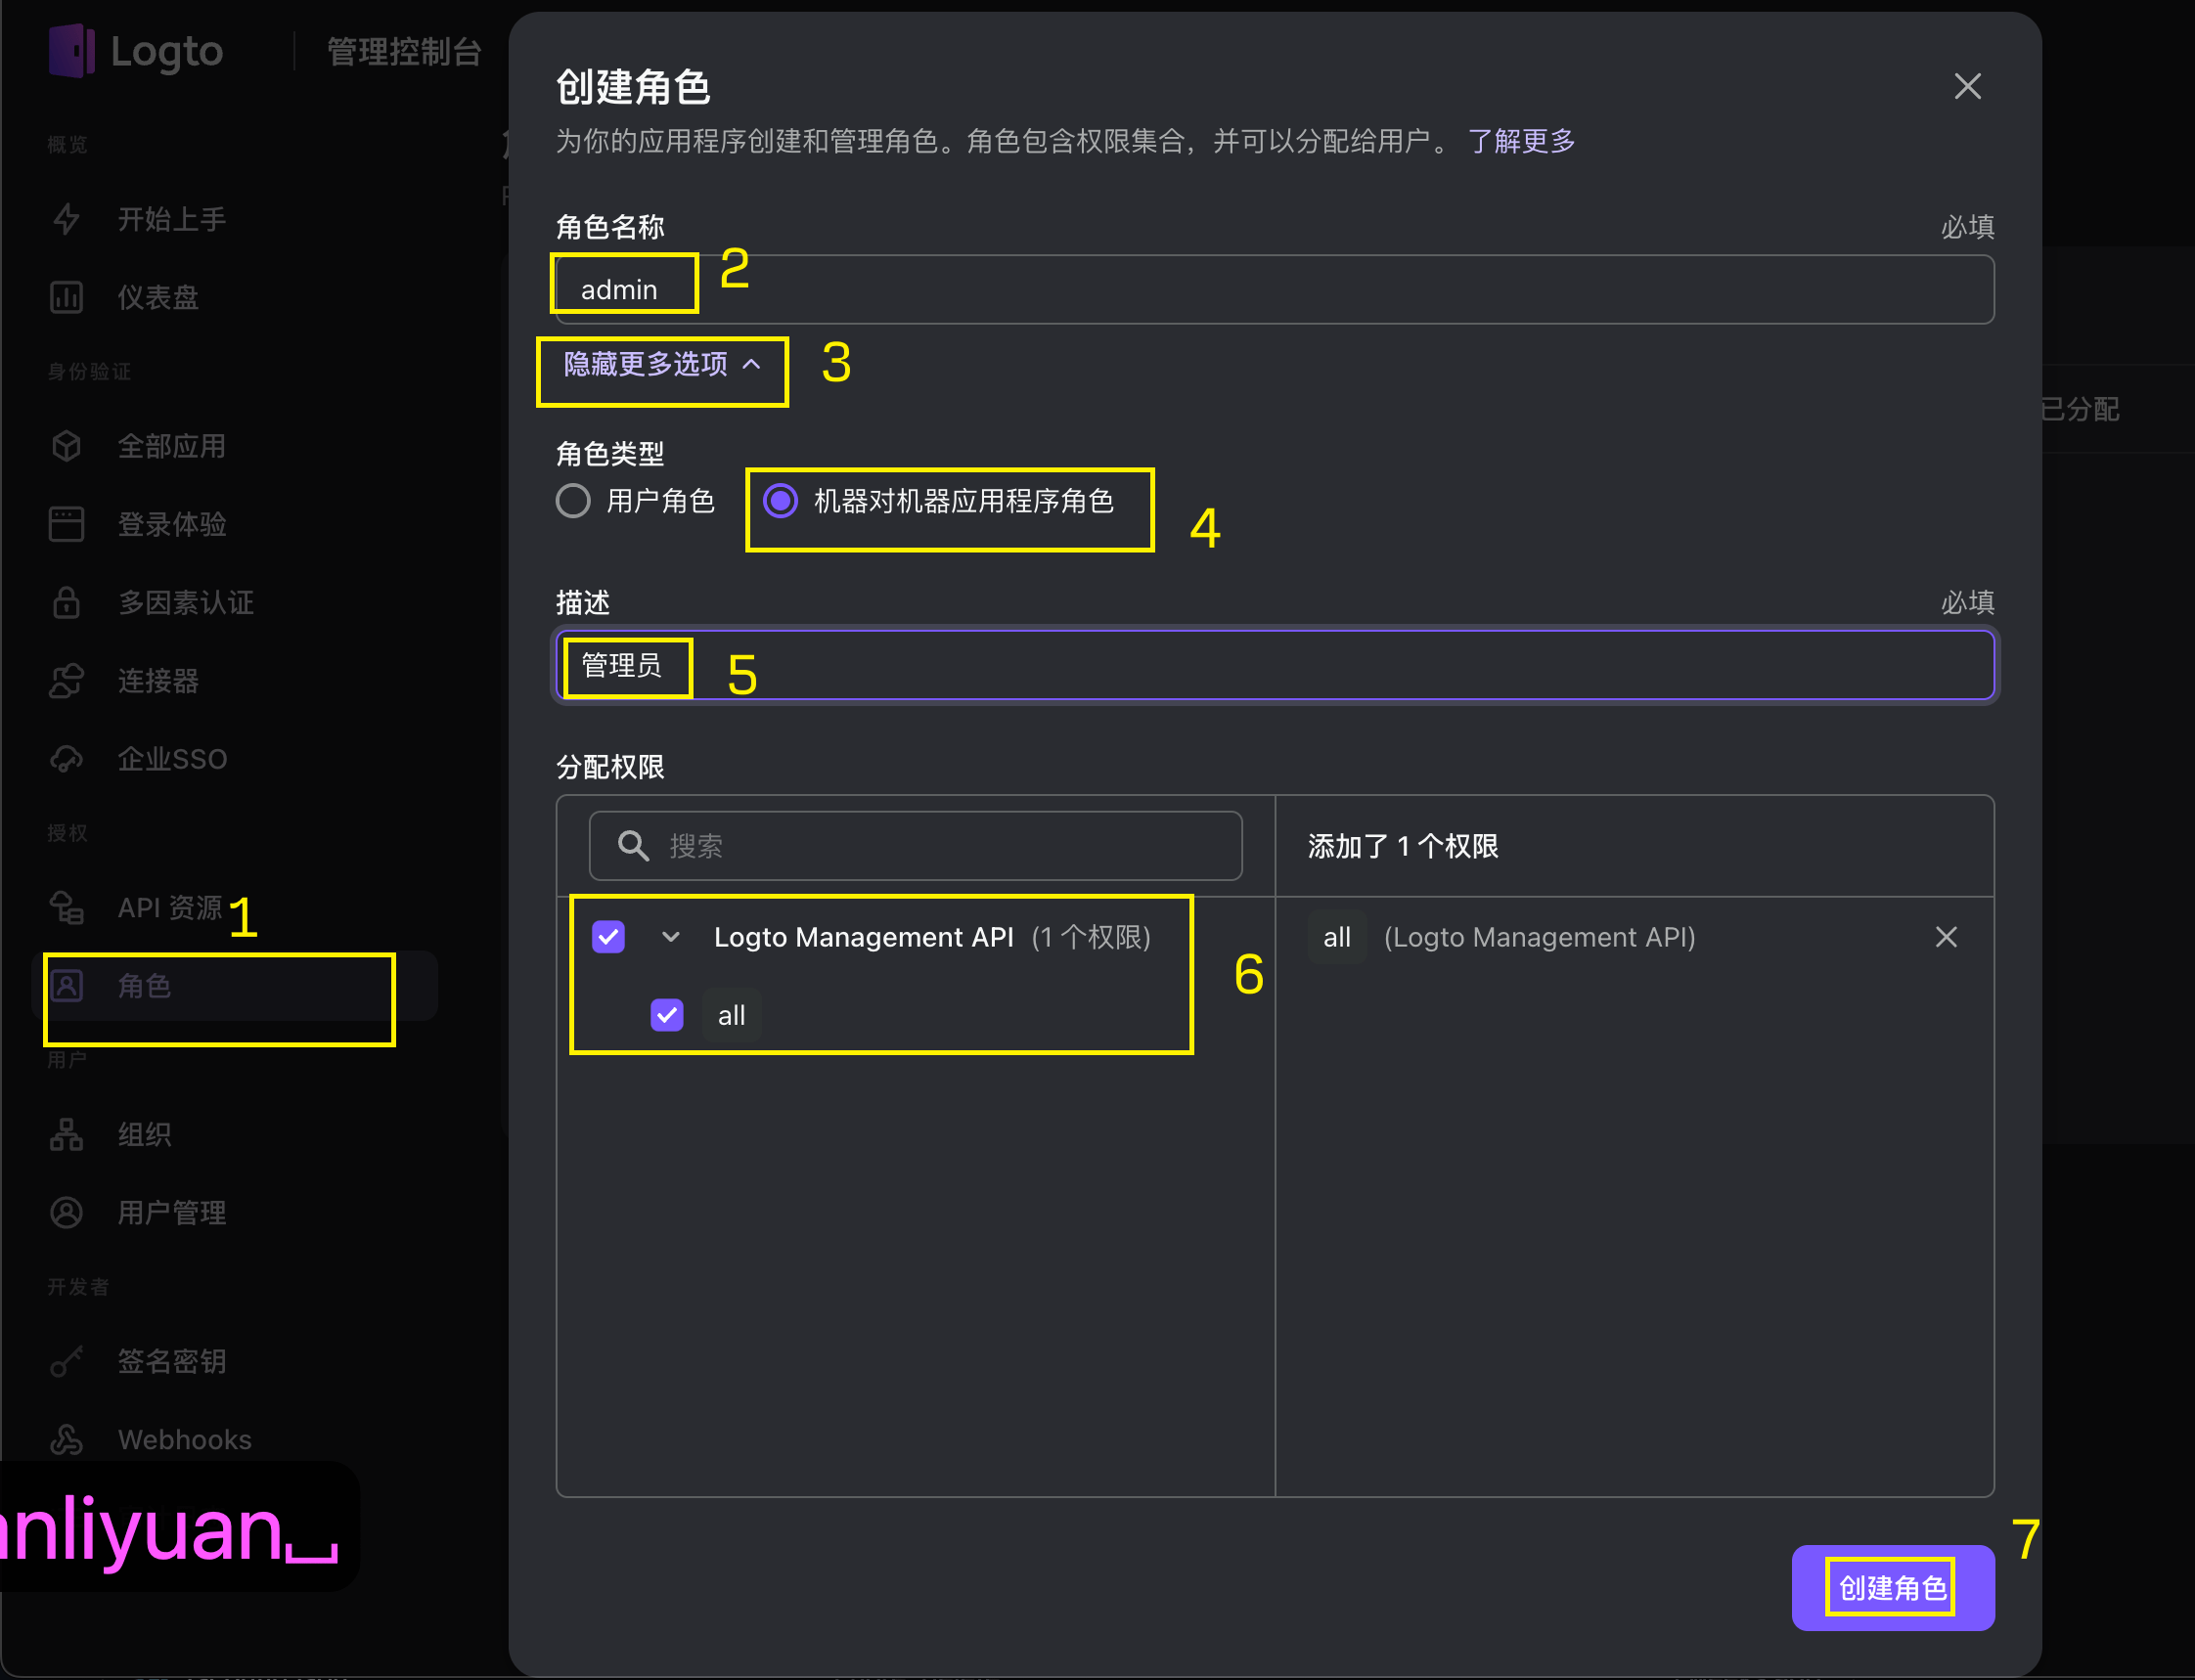 Logto
管理控制台
概览
开始上手
仪表盘
身份验证
全部应用
登录体验
多因素认证
连接器
企业SSO
授权
API 资源
1
角色
用户
组织
用户管理
开发者
签名密钥
Webhooks
nliyuan
创建角色
为你的应用程序创建和管理角色。角色包含权限集合，并可以分配给用户。 了解更多
角色名称 必填
admin 2
隐藏更多选项 3
角色类型
用户角色 机器对机器应用程序角色 4
描述 必填
管理员 5
分配权限
搜索
添加了 1 个权限
Logto Management API (1 个权限)
all
6
all (Logto Management API)
7
创建角色
已分配